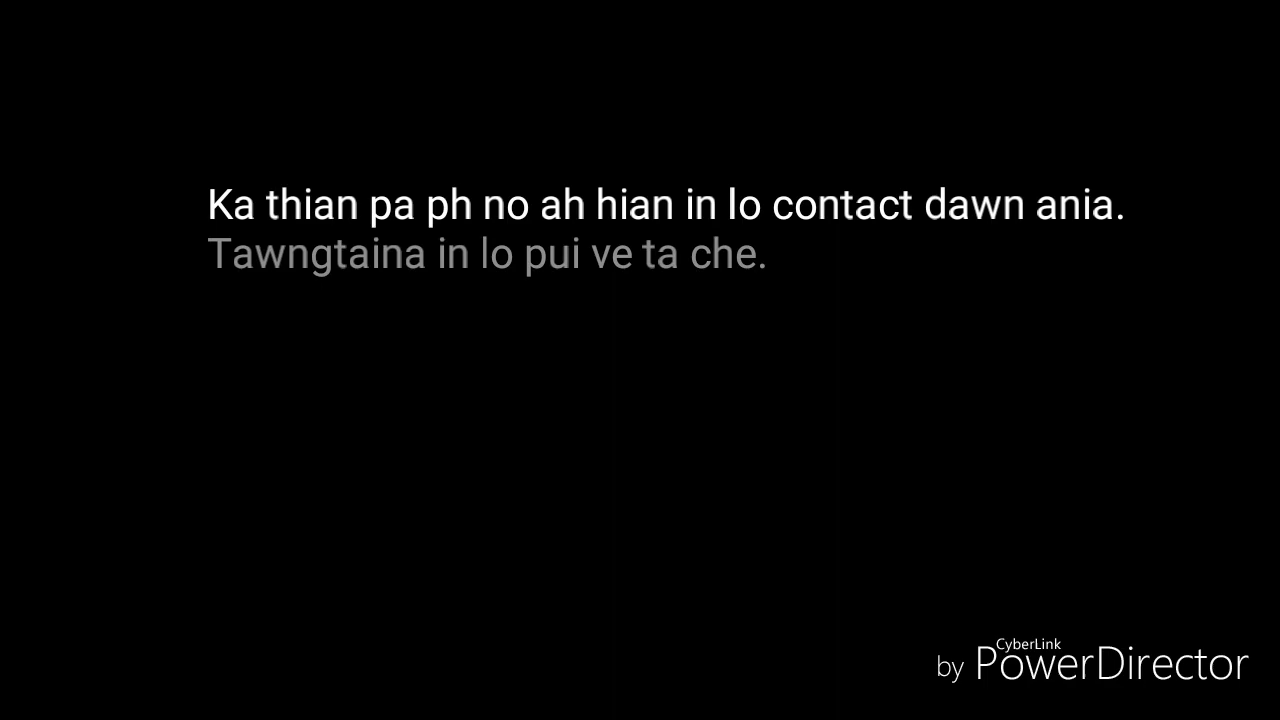 Ka thian pa ph no ah hian in lo contact dawn ania.
Tawngtaina in lo pui ve ta che.
by CyberLink PowerDirector